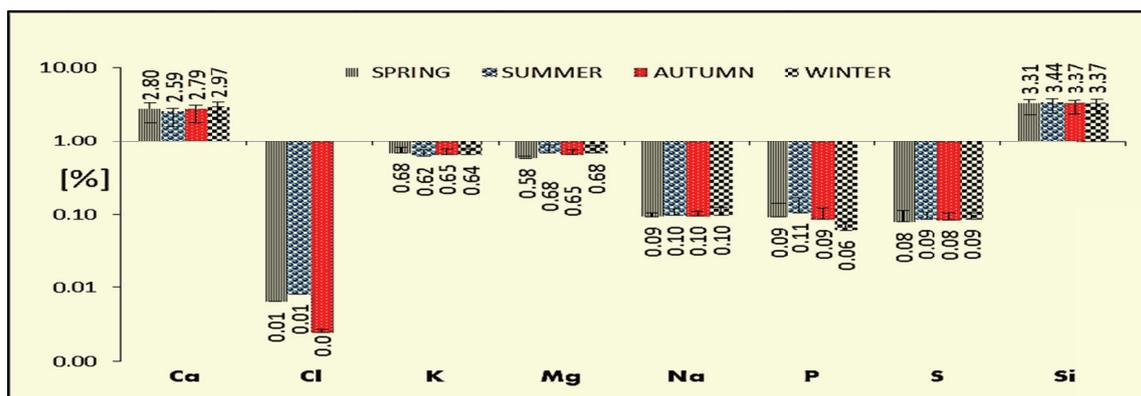 10.00
1.00
[%]
0.10
0.01
0.00
SPRING SUMMER AUTUMN WINTER
2.80 2.59 2.79 2.97
0.01 0.01 0.0
0.68 0.62 0.65 0.64
0.58 0.68 0.65 0.68
0.09 0.10 0.10 0.10
0.09 0.11 0.09 0.06
0.08 0.09 0.08 0.09
3.31 3.44 3.37 3.37
Ca Cl K Mg Na P S Si